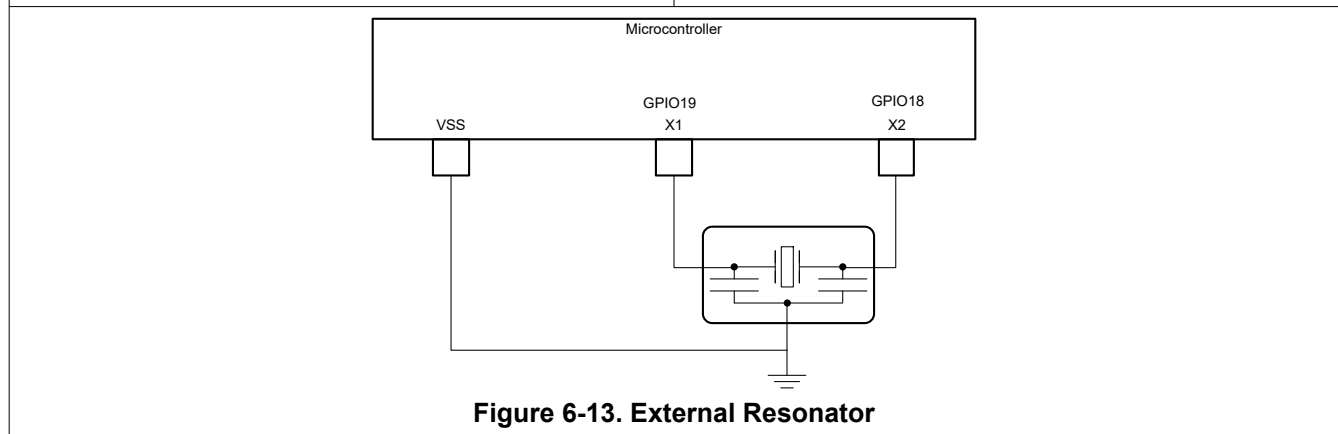 Microcontroller
GPIO19
GPIO18
VSS
X1
X2
Figure 6-13. External Resonator